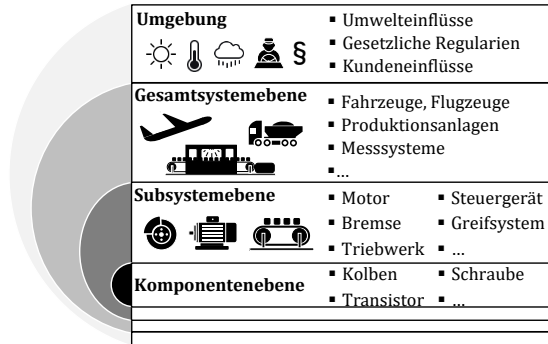 Umgebung
§
▪ Umwelteinflüsse
▪ Gesetzliche Regularien
▪ Kundeneinflüsse
Gesamtsystemebene
▪ Fahrzeuge, Flugzeuge
▪ Produktionsanlagen
▪ Messsysteme
▪...
Subsystemebene
▪ Motor ▪ Steuergerät
▪ Bremse ▪ Greifsystem
▪ Triebwerk ▪ ...
Komponentenebene
▪ Kolben ▪ Schraube
▪ Transistor ▪ ...